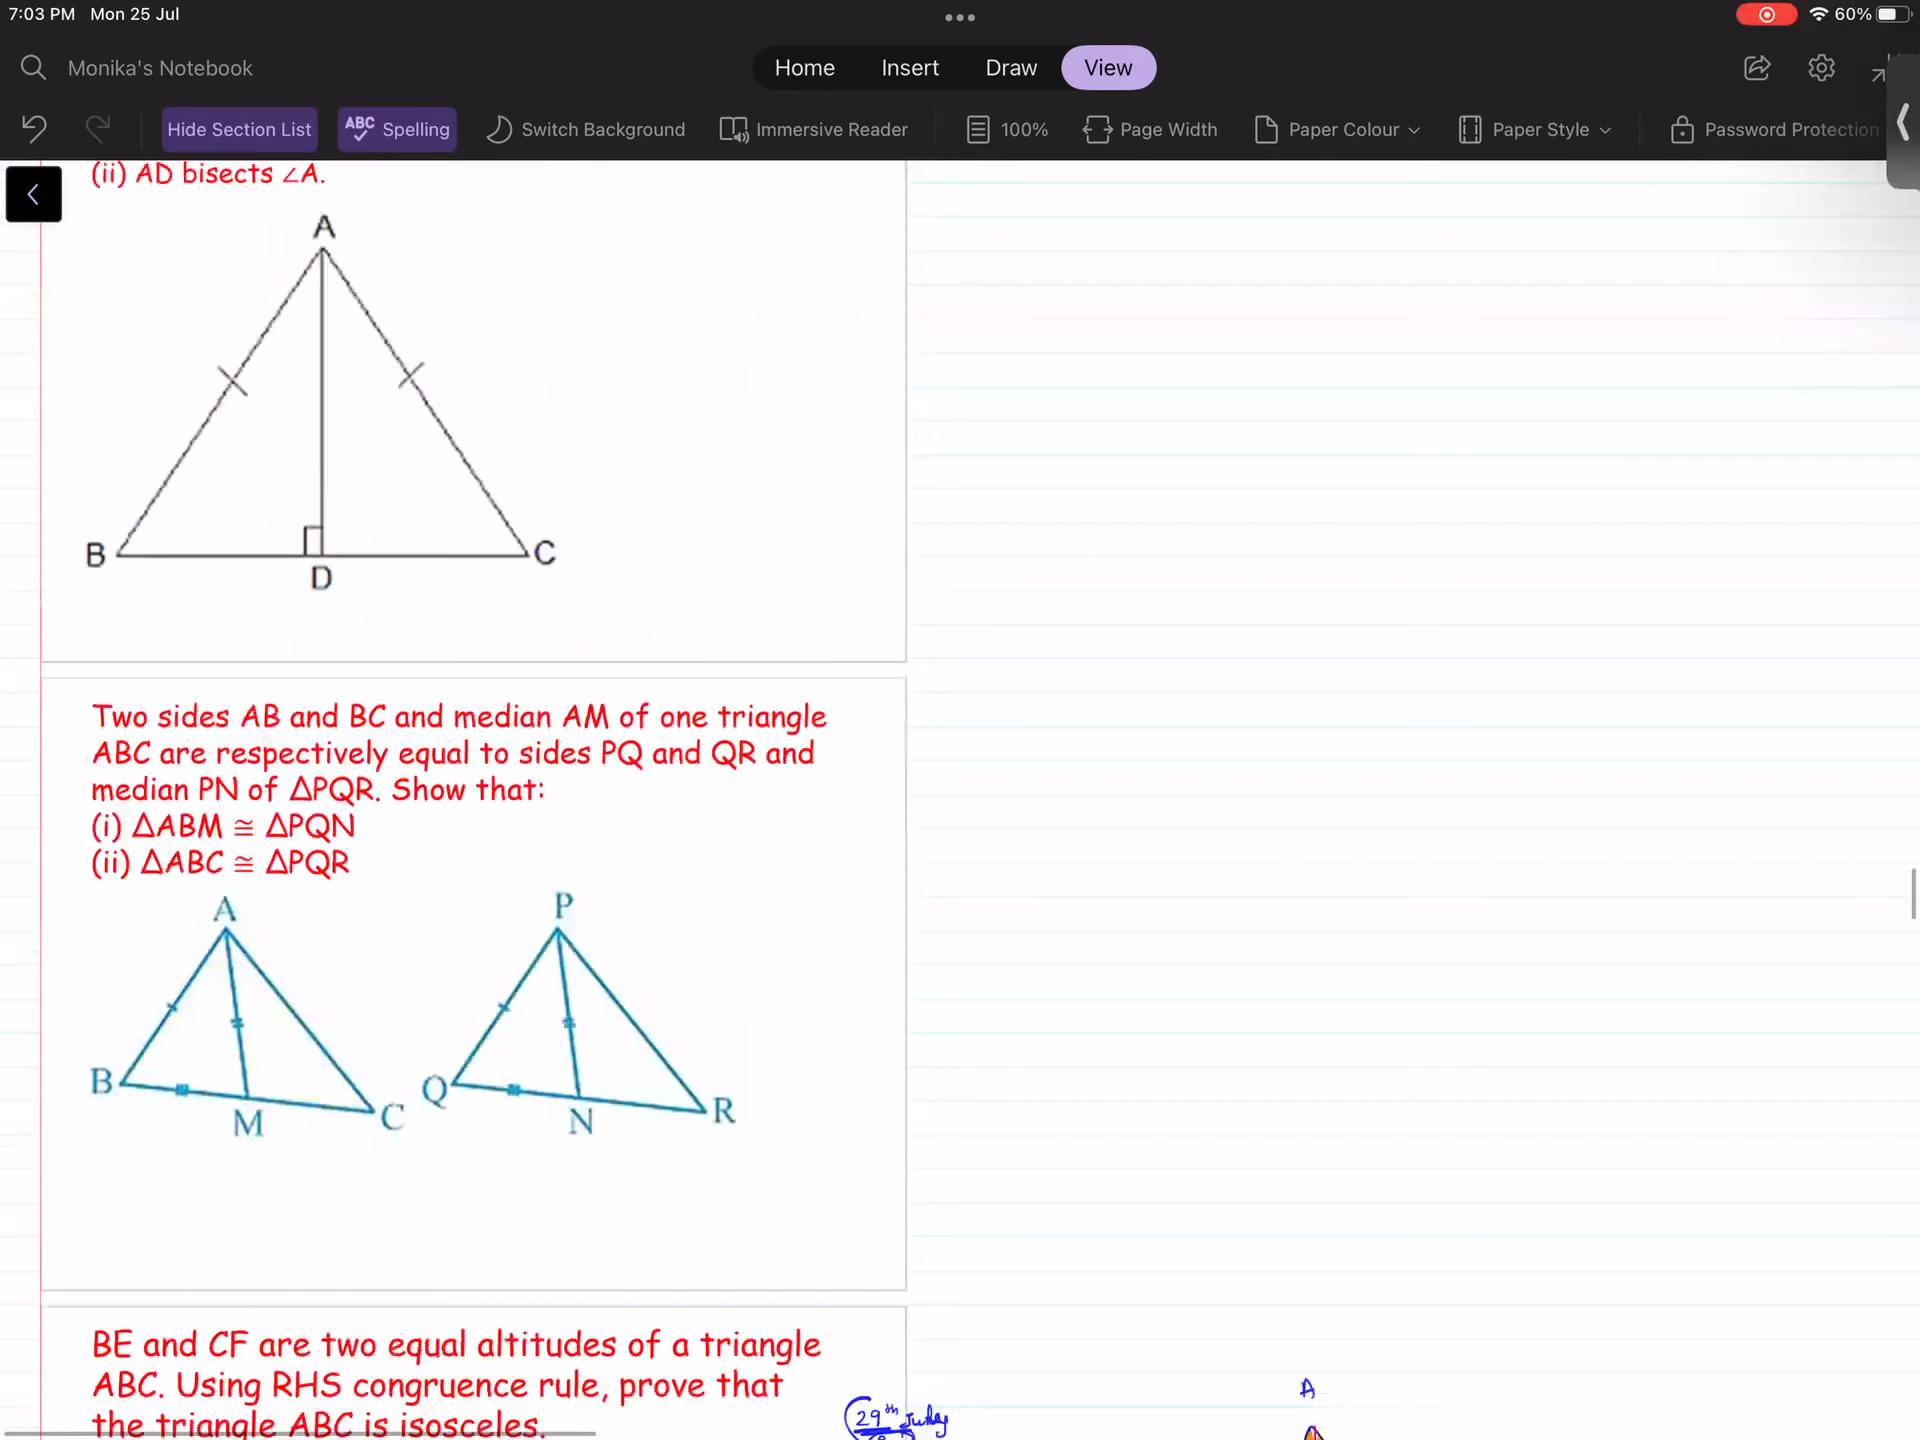 7:03 PM Mon 25 Jul
60%
Monika's Notebook
Home Insert Draw View
Hide Section List
ABC Spelling
Switch Background
Immersive Reader
100%
Page Width
Paper Colour
Paper Style
Password Protection
(ii) AD bisects ∠A.
A
B
D
C
Two sides AB and BC and median AM of one triangle
ABC are respectively equal to sides PQ and QR and
median PN of ΔPQR. Show that:
(i) ΔABM ≅ ΔPQN
(ii) ΔABC ≅ ΔPQR
A P
B M C Q N R
BE and CF are two equal altitudes of a triangle
ABC. Using RHS congruence rule, prove that
the triangle ABC is isosceles.
29th July
A